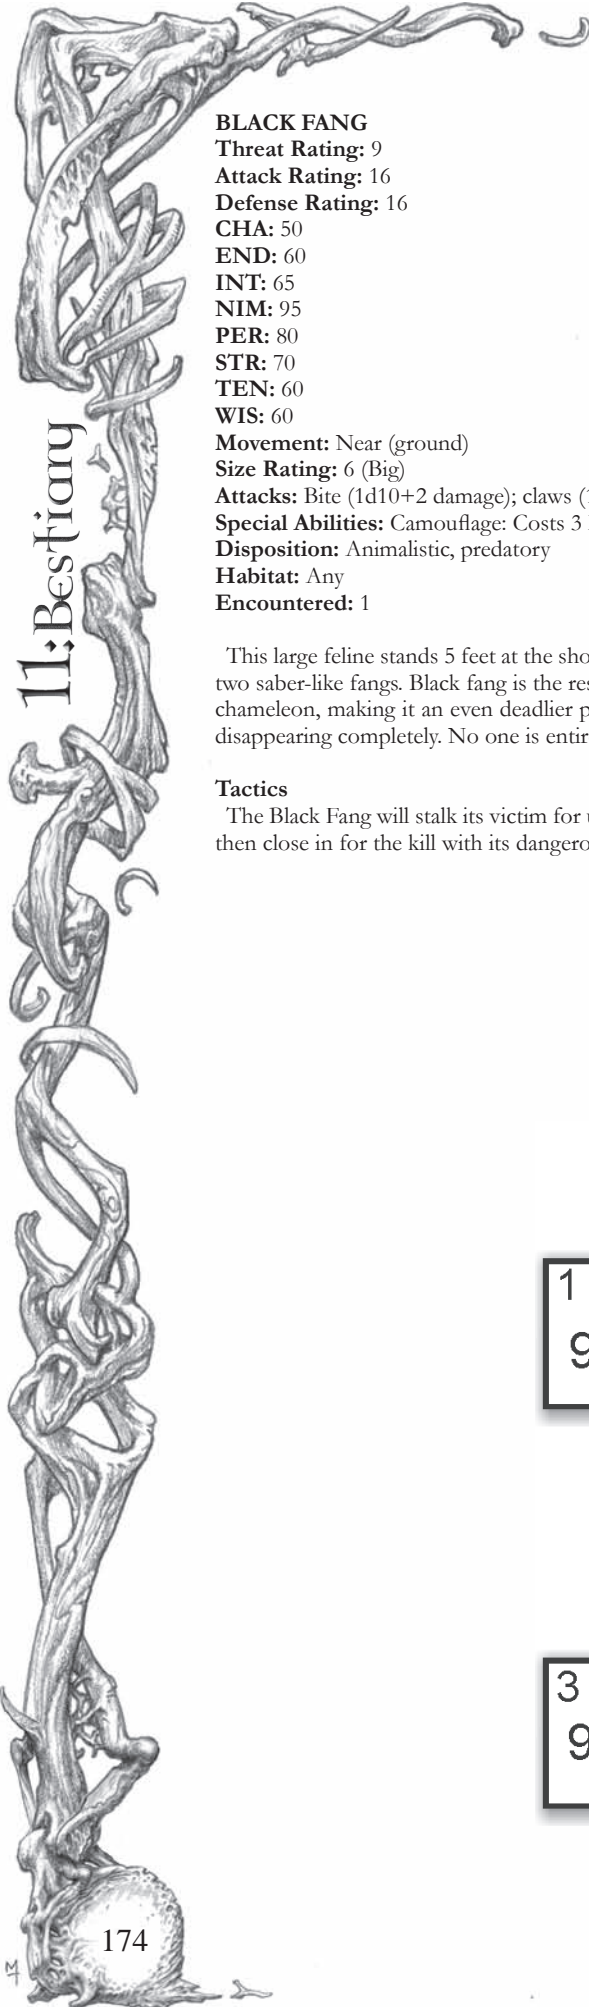 BLACK FANG
Threat Rating: 9
Attack Rating: 16
Defense Rating: 16
CHA: 50
END: 60
INT: 65
NIM: 95
PER: 80
STR: 70
TEN: 60
WIS: 60
Movement: Near (ground)
Size Rating: 6 (Big)
Attacks: Bite (1d10+2 damage); claws (
Special Abilities: Camouflage: Costs 3
Disposition: Animalistic, predatory
Habitat: Any
Encountered: 1
This large feline stands 5 feet at the
two saber-like fangs. Black fang is the
chameleon, making it an even deadlier
disappearing completely. No one is
Tactics
The Black Fang will stalk its victim for
then close in for the kill with its
11: Bestiary
1
9
3
9
174